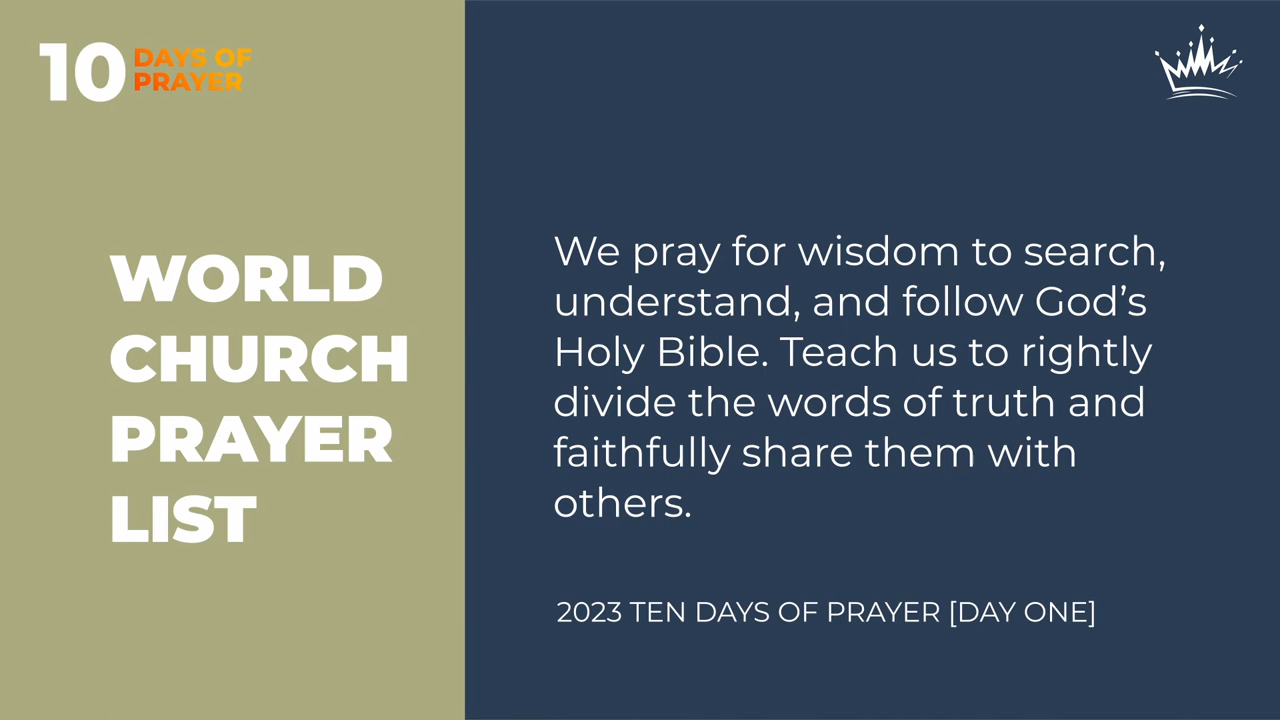 10 DAYS OF
PRAYER
WORLD
CHURCH
PRAYER
LIST
We pray for wisdom to search,
understand, and follow God’s
Holy Bible. Teach us to rightly
divide the words of truth and
faithfully share them with
others.
2023 TEN DAYS OF PRAYER [DAY ONE]